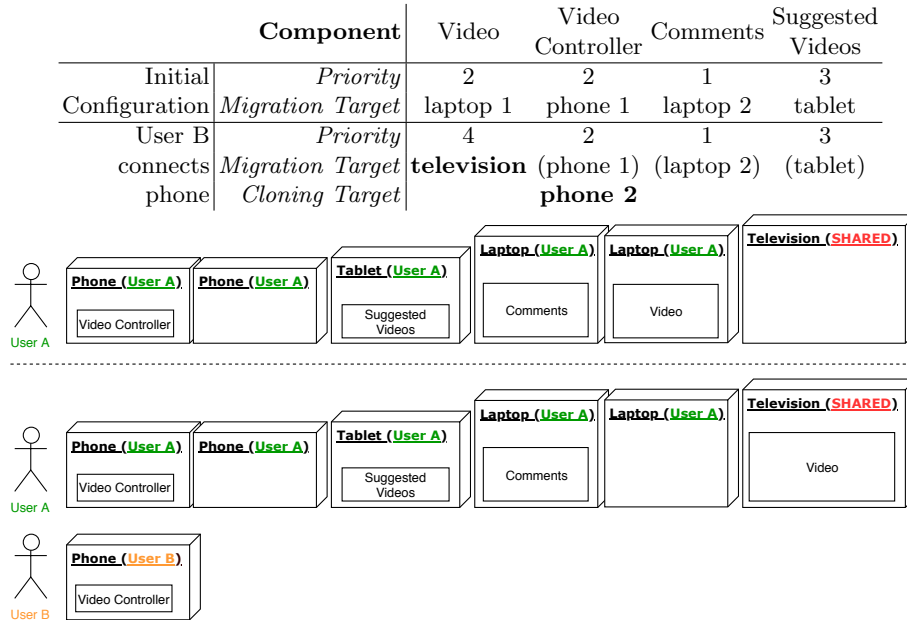 Component Video Video Controller Comments Suggested Videos
Initial Configuration Priority 2 2 1 3
Migration Target laptop 1 phone 1 laptop 2 tablet
User B connects phone Priority 4 2 1 3
Migration Target television (phone 1) (laptop 2) (tablet)
Cloning Target phone 2
User A
Phone (User A)
Video Controller
Phone (User A)
Tablet (User A)
Suggested
Videos
Laptop (User A)
Comments
Laptop (User A)
Video
Television (SHARED)
User A
Phone (User A)
Video Controller
Phone (User A)
Tablet (User A)
Suggested
Videos
Laptop (User A)
Comments
Laptop (User A)
Television (SHARED)
Video
User B
Phone (User B)
Video Controller